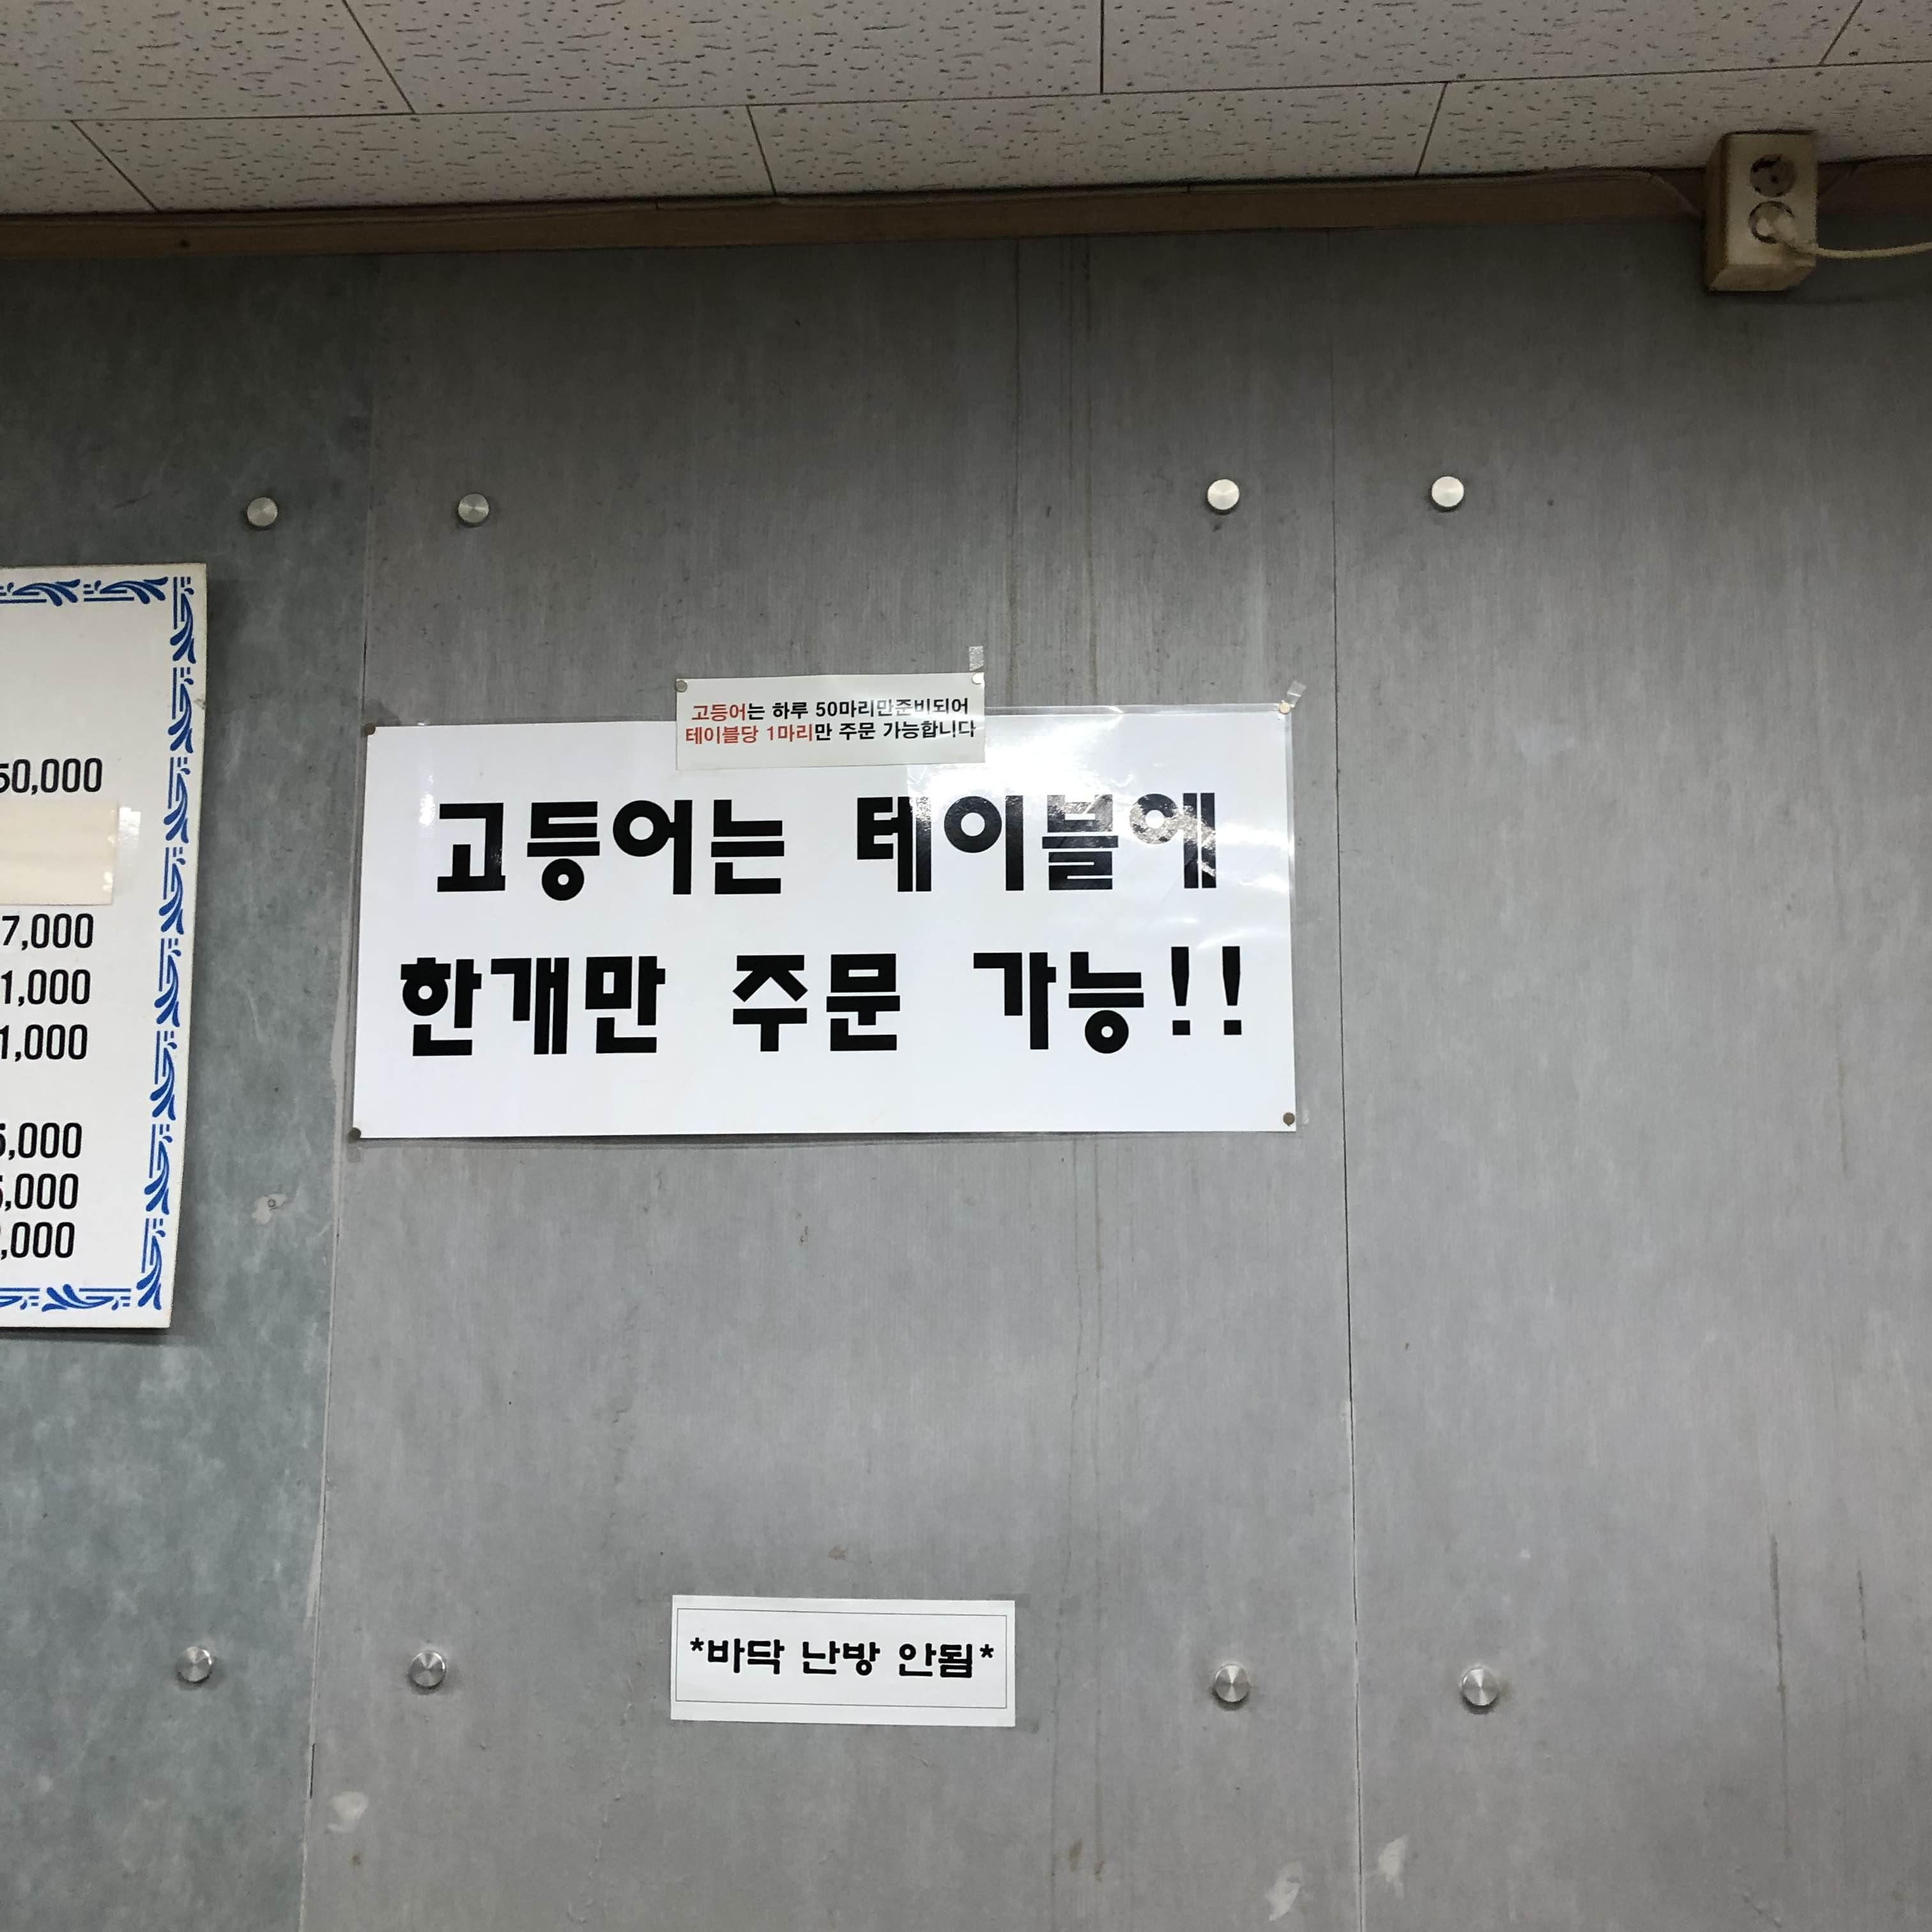 50,000
7,000
1,000
1,000
5,000
,000
,000
고등어는 하루 50마리만준비되어
테이블당 1마리만 주문 가능합니다
고등어는 테이블에
한개만 주문 가능!!
*바닥 난방 안됨*